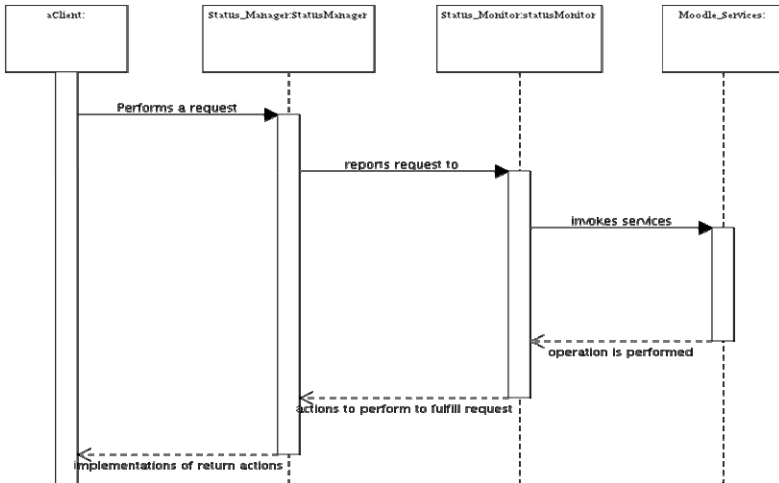 aClient:
Status_Manager:StatusManager
Status_Monitor:statusMonitor
Moodle_Services:
Performs a request
reports request to
invokes services
operation is performed
actions to perform to fulfill request
implementations of return actions